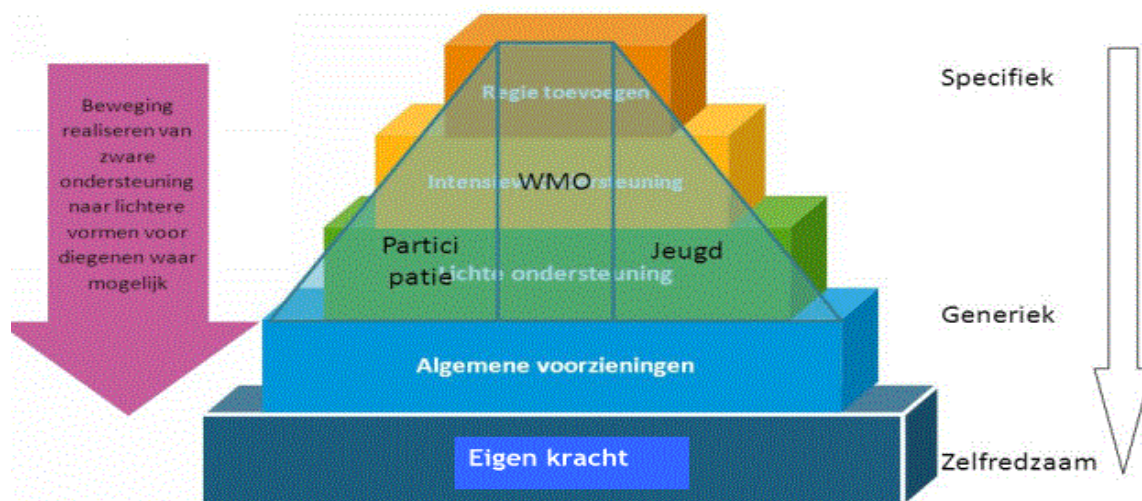 Beweging
realiseren van
zware
ondersteuning
naar lichtere
vormen voor
diegenen waar
mogelijk
Regie toevoegen
WMO
Intensieve ondersteuning
Partici
patie
Jeugd
Lichte ondersteuning
Algemene voorzieningen
Eigen kracht
Specifiek
Generiek
Zelfredzaam